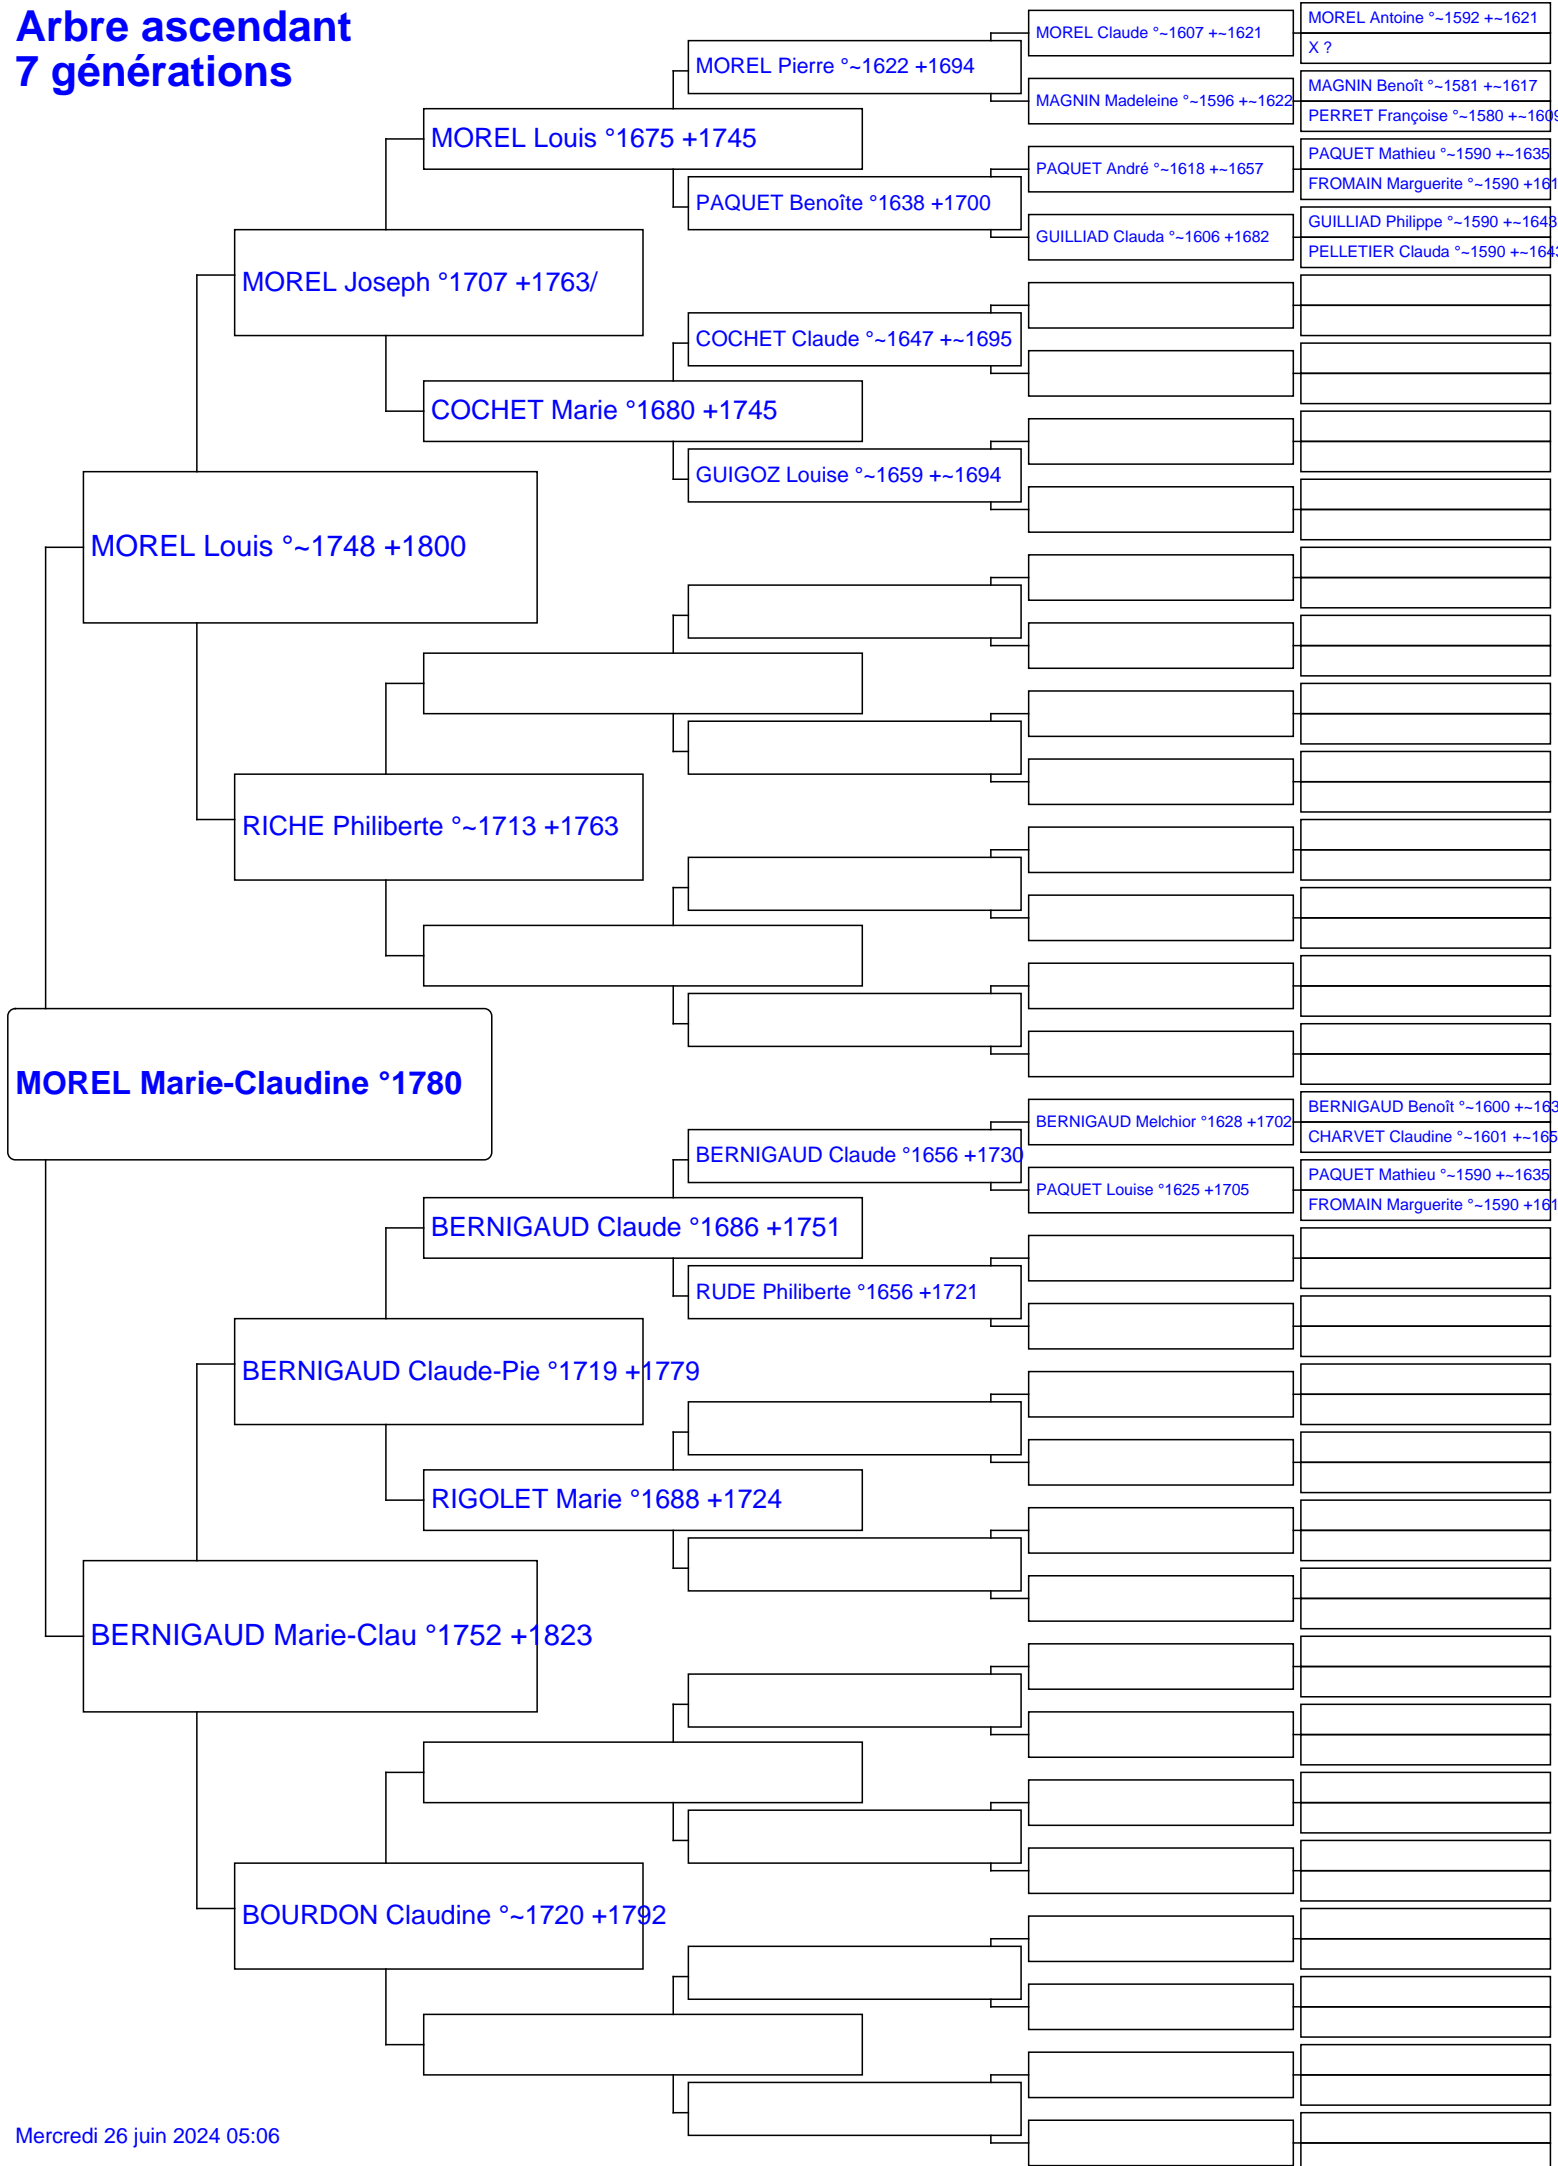 Arbre ascendant
7 générations
MOREL Antoine °~1592 +~1621
MOREL Claude °~1607 +~1621
X ?
MOREL Pierre °~1622 +1694
MAGNIN Benoît °~1581 +~1617
MAGNIN Madeleine °~1596 +~1622
PERRET Françoise °~1580 +~1609
MOREL Louis °1675 +1745
PAQUET Mathieu °~1590 +~1635
PAQUET André °~1618 +~1657
FROMAIN Marguerite °~1590 +161
PAQUET Benoîte °1638 +1700
GUILLIAD Philippe °~1590 +~1643
GUILLIAD Clauda °~1606 +1682
PELLETIER Clauda °~1590 +~1643
MOREL Joseph °1707 +1763/
COCHET Claude °~1647 +~1695
COCHET Marie °1680 +1745
GUIGOZ Louise °~1659 +~1694
MOREL Louis °~1748 +1800
RICHE Philiberte °~1713 +1763
MOREL Marie-Claudine °1780
BERNIGAUD Benoît °~1600 +~163
BERNIGAUD Melchior °1628 +1702
CHARVET Claudine °~1601 +~165
BERNIGAUD Claude °1656 +1730
PAQUET Mathieu °~1590 +~1635
PAQUET Louise °1625 +1705
FROMAIN Marguerite °~1590 +161
BERNIGAUD Claude °1686 +1751
RUDE Philiberte °1656 +1721
BERNIGAUD Claude-Pie °1719 +1779
RIGOLET Marie °1688 +1724
BERNIGAUD Marie-Clau °1752 +1823
BOURDON Claudine °~1720 +1792
Mercredi 26 juin 2024 05:06